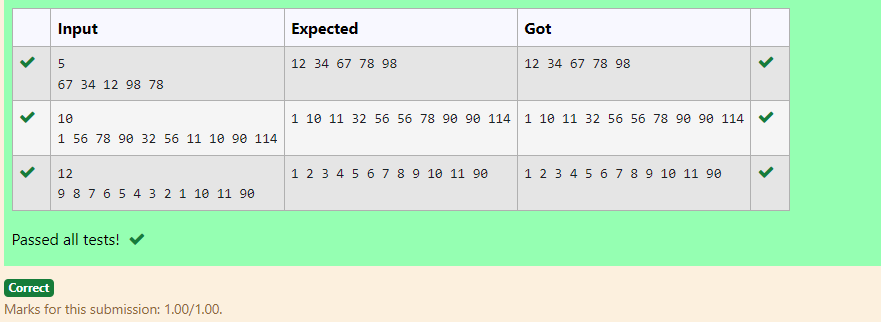 Input Expected Got
5 12 34 67 78 98 12 34 67 78 98
67 34 12 98 78
10 1 10 11 32 56 56 78 90 90 114 1 10 11 32 56 56 78 90 90 114
1 56 78 90 32 56 11 10 90 114
12 1 2 3 4 5 6 7 8 9 10 11 90 1 2 3 4 5 6 7 8 9 10 11 90
9 8 7 6 5 4 3 2 1 10 11 90
Passed all tests!
Correct
Marks for this submission: 1.00/1.00.